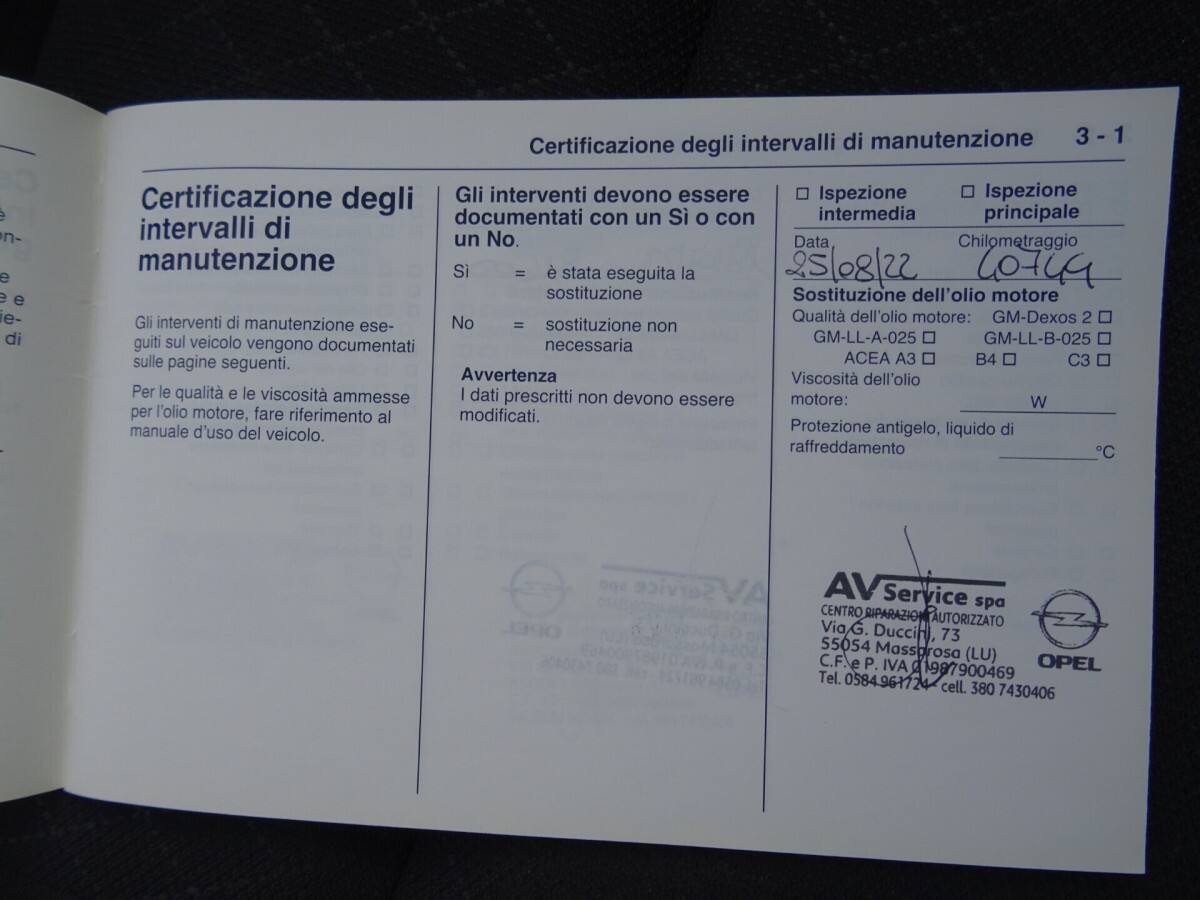 Certificazione degli intervalli di manutenzione 3 - 1
Certificazione degli
intervalli di
manutenzione
Gli interventi di manutenzione ese-
guiti sul veicolo vengono documentati
sulle pagine seguenti.
Per le qualità e le viscosità ammesse
per l'olio motore, fare riferimento al
manuale d'uso del veicolo.
Gli interventi devono essere
documentati con un Sì o con
un No.
Sì = è stata eseguita la
sostituzione
No = sostituzione non
necessaria
Avvertenza
I dati prescritti non devono essere
modificati.
☐ Ispezione intermedia ☐ Ispezione principale
Data Chilometraggio
25/08/22 40744
Sostituzione dell'olio motore
Qualità dell'olio motore: GM-Dexos 2 ☐
GM-LL-A-025 ☐ GM-LL-B-025 ☐
ACEA A3 ☐ B4 ☐ C3 ☐
Viscosità dell'olio
motore: W
Protezione antigelo, liquido di
raffreddamento °C
AV Service spa
CENTRO RIPARAZIONI AUTORIZZATO
Via G. Duccini, 73
55054 Massarosa (LU)
C.F. e P. IVA 01987900469
Tel. 0584 961724 - cell. 380 7430406
OPEL